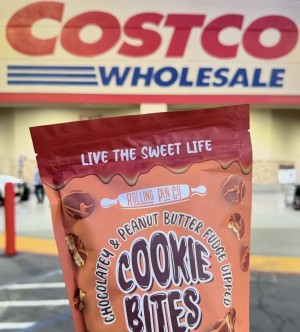 COSTCO
WHOLESALE
LIVE THE SWEET LIFE
ROLLING PIN CO
CHOCOLATEY & PEANUT BUTTER FUDGE DIPPED
COOKIE
BITES